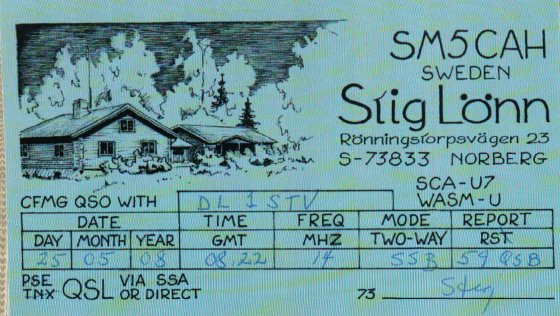 SM5CAH
SWEDEN
Stig Lönn
Rönningstorpsvägen 23
S-73833 NORBERG
SCA-U7
WASM-U
CFMG QSO WITH DL1STV
DATE TIME FREQ MODE REPORT
DAY MONTH YEAR GMT MHZ TWO-WAY RST
25 05 08 08.22 14 SSB 59 QSB
PSE QSL VIA SSA
TNX OR DIRECT 73 Stig